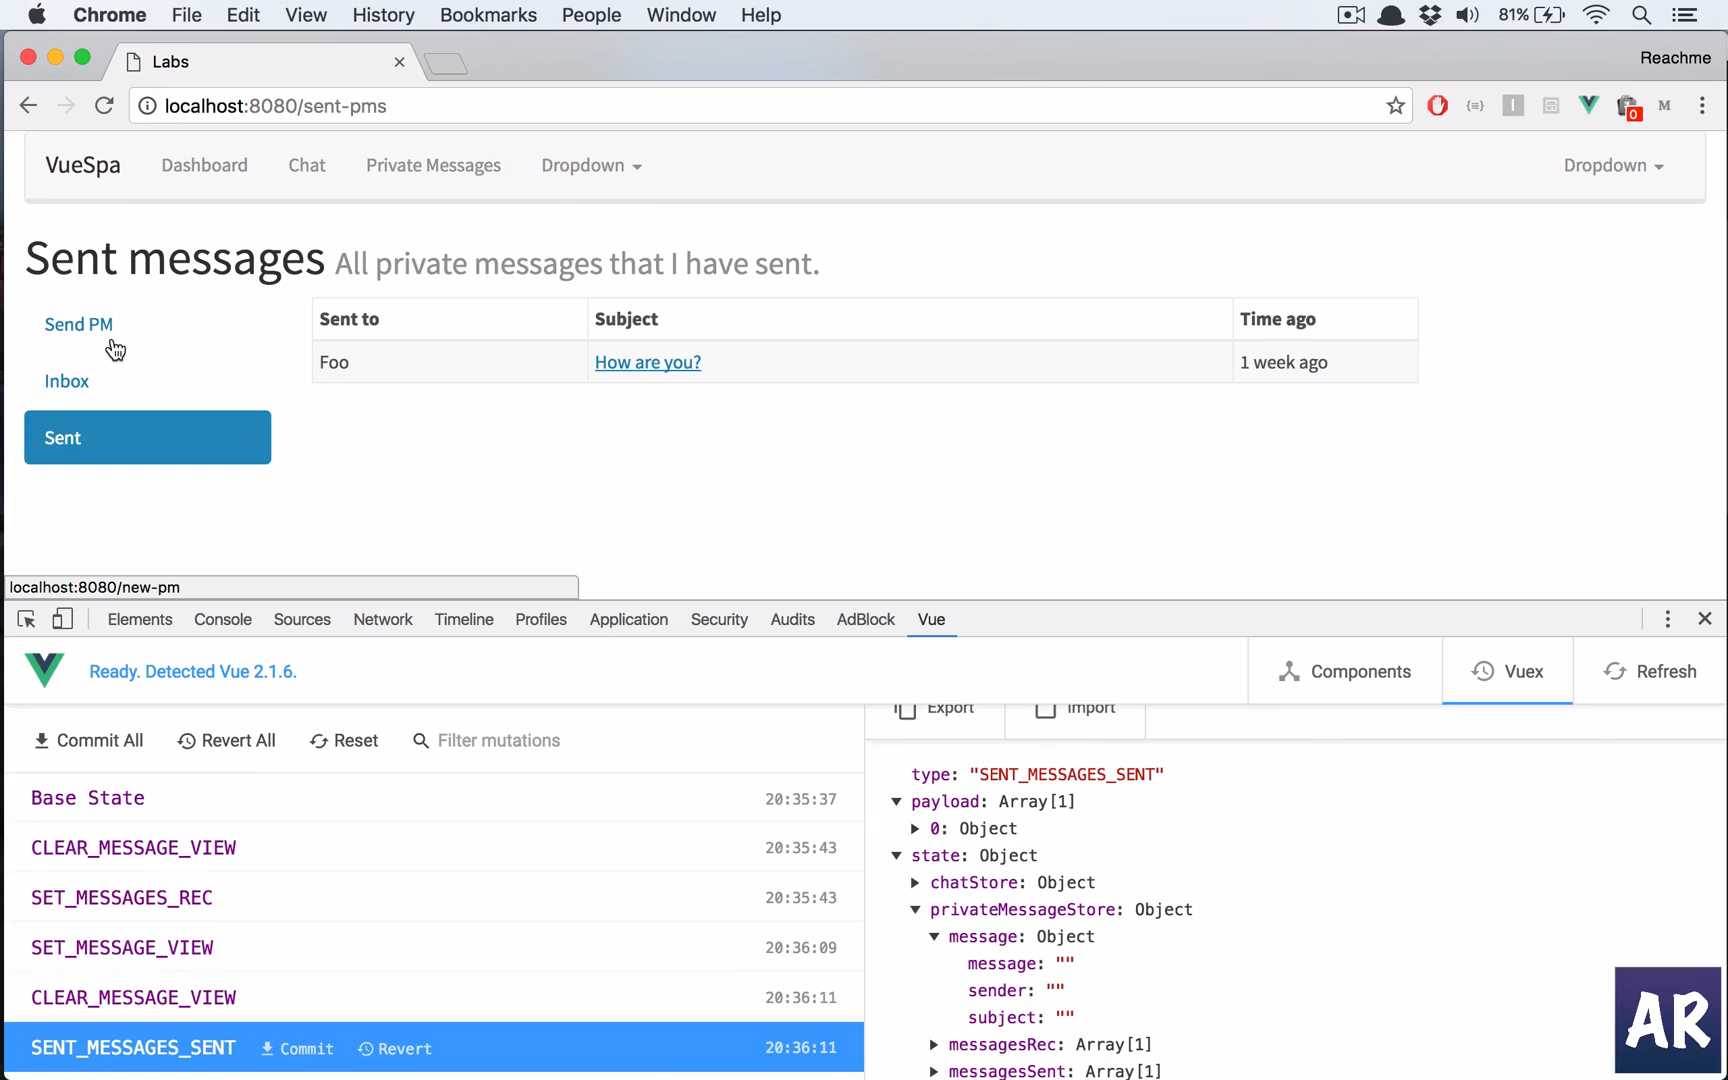 Chrome File Edit View History Bookmarks People Window Help 81%
Labs Reachme
localhost:8080/sent-pms {≡} I 0 M
VueSpa Dashboard Chat Private Messages Dropdown Dropdown
Sent messages All private messages that I have sent.
Send PM
Inbox
Sent
Sent to Subject Time ago
Foo How are you? 1 week ago
localhost:8080/new-pm
Elements Console Sources Network Timeline Profiles Application Security Audits AdBlock Vue
Ready. Detected Vue 2.1.6. Components Vuex Refresh
Commit All Revert All Reset Filter mutations
Export Import
Base State 20:35:37
CLEAR_MESSAGE_VIEW 20:35:43
SET_MESSAGES_REC 20:35:43
SET_MESSAGE_VIEW 20:36:09
CLEAR_MESSAGE_VIEW 20:36:11
SENT_MESSAGES_SENT Commit Revert 20:36:11
type: "SENT_MESSAGES_SENT"
payload: Array[1]
0: Object
state: Object
chatStore: Object
privateMessageStore: Object
message: Object
message: ""
sender: ""
subject: ""
messagesRec: Array[1]
messagesSent: Array[1]
AR